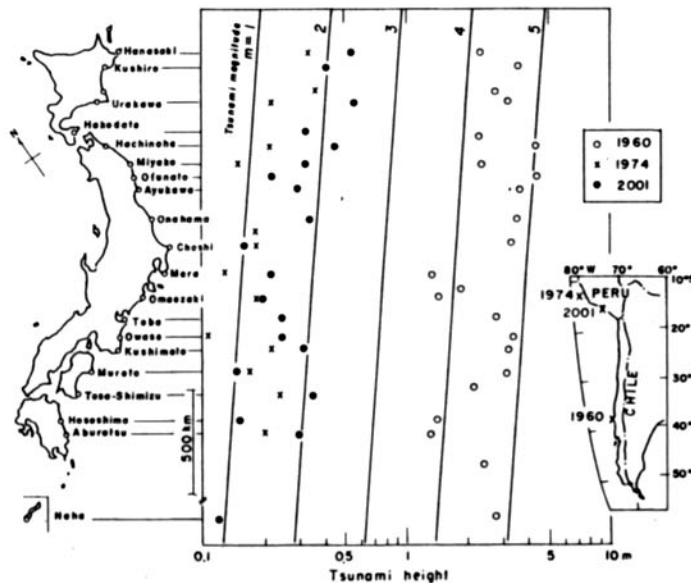 Hanasaki
Kushiro
Urakawa
Hakodate
Hachinohe
Miyako
Ofunato
Ayukawa
Onahama
Choshi
Mera
Omaezaki
Toba
Owase
Kushimoto
Muroto
Tosa-Shimizu
Hososhima
Aburatsu
Naha
N
500 km
Tsunami magnitude
m = 1
2
3
4
5
○ 1960
× 1974
● 2001
80° W 70° 60°
10°S
1974 × PERU
2001 ×
20°
30°
CHILE
1960 ×
40°
50°
0.1 0.5 1 5 10 m
Tsunami height